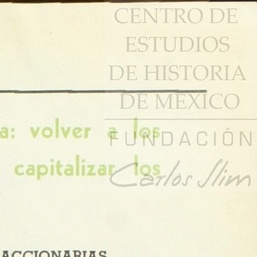 CENTRO DE
ESTUDIOS
DE HISTORIA
DE MÉXICO
FUNDACIÓN
Carlos Slim
a: volver a los
capitalizar los
ACCIONARIAS